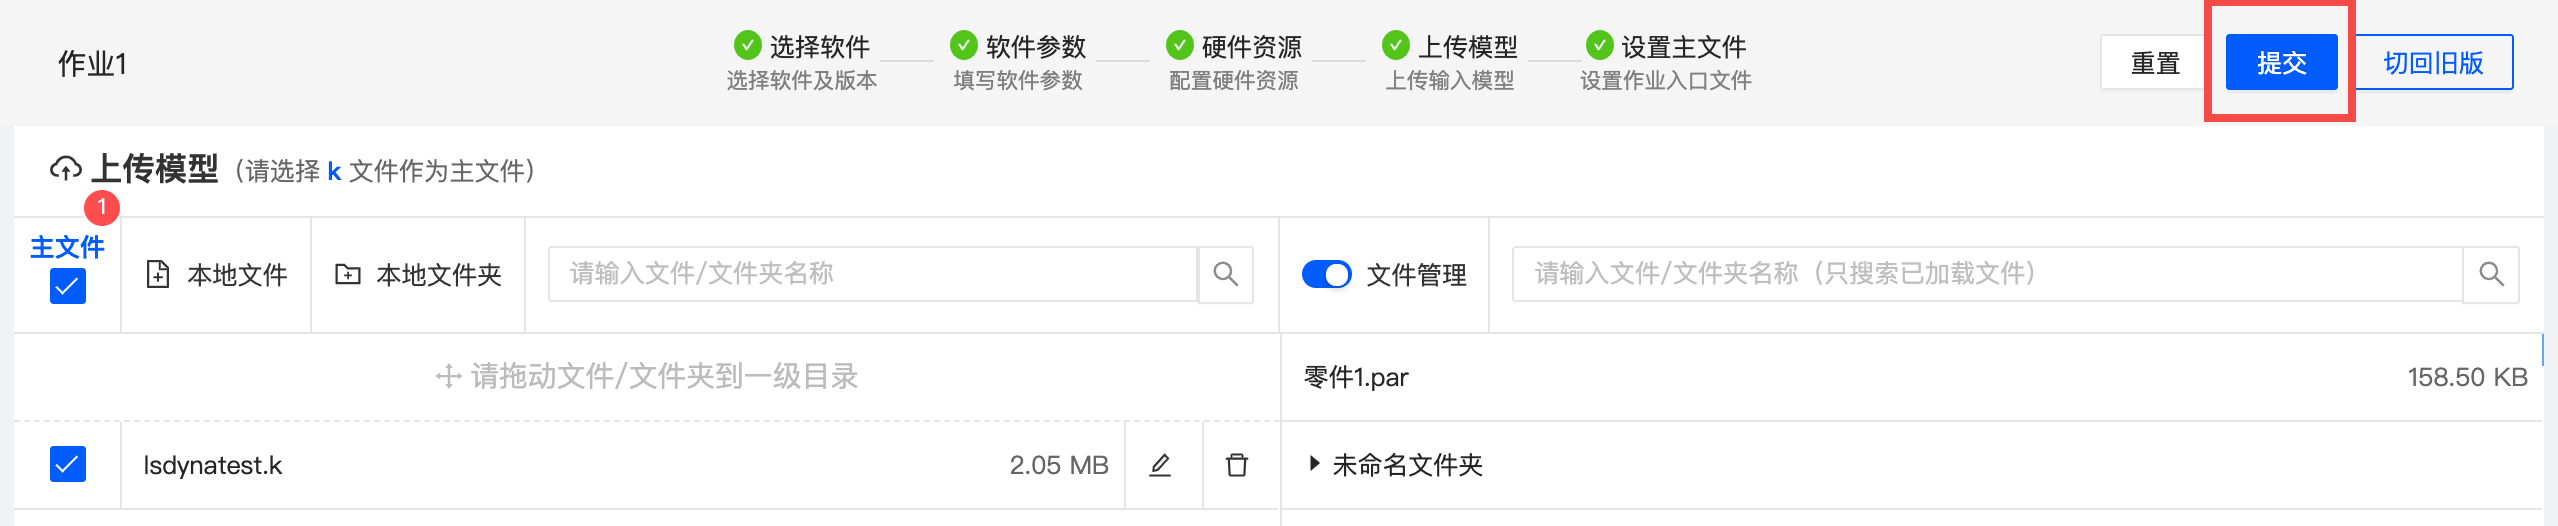 作业1
选择软件
选择软件及版本
软件参数
填写软件参数
硬件资源
配置硬件资源
上传模型
上传输入模型
设置主文件
设置作业入口文件
重置
提交
切回旧版
上传模型（请选择 k 文件作为主文件）
1
主文件
本地文件
本地文件夹
请输入文件/文件夹名称
文件管理
请输入文件/文件夹名称（只搜索已加载文件）
请拖动文件/文件夹到一级目录
零件1.par
158.50 KB
lsdynatest.k
2.05 MB
未命名文件夹